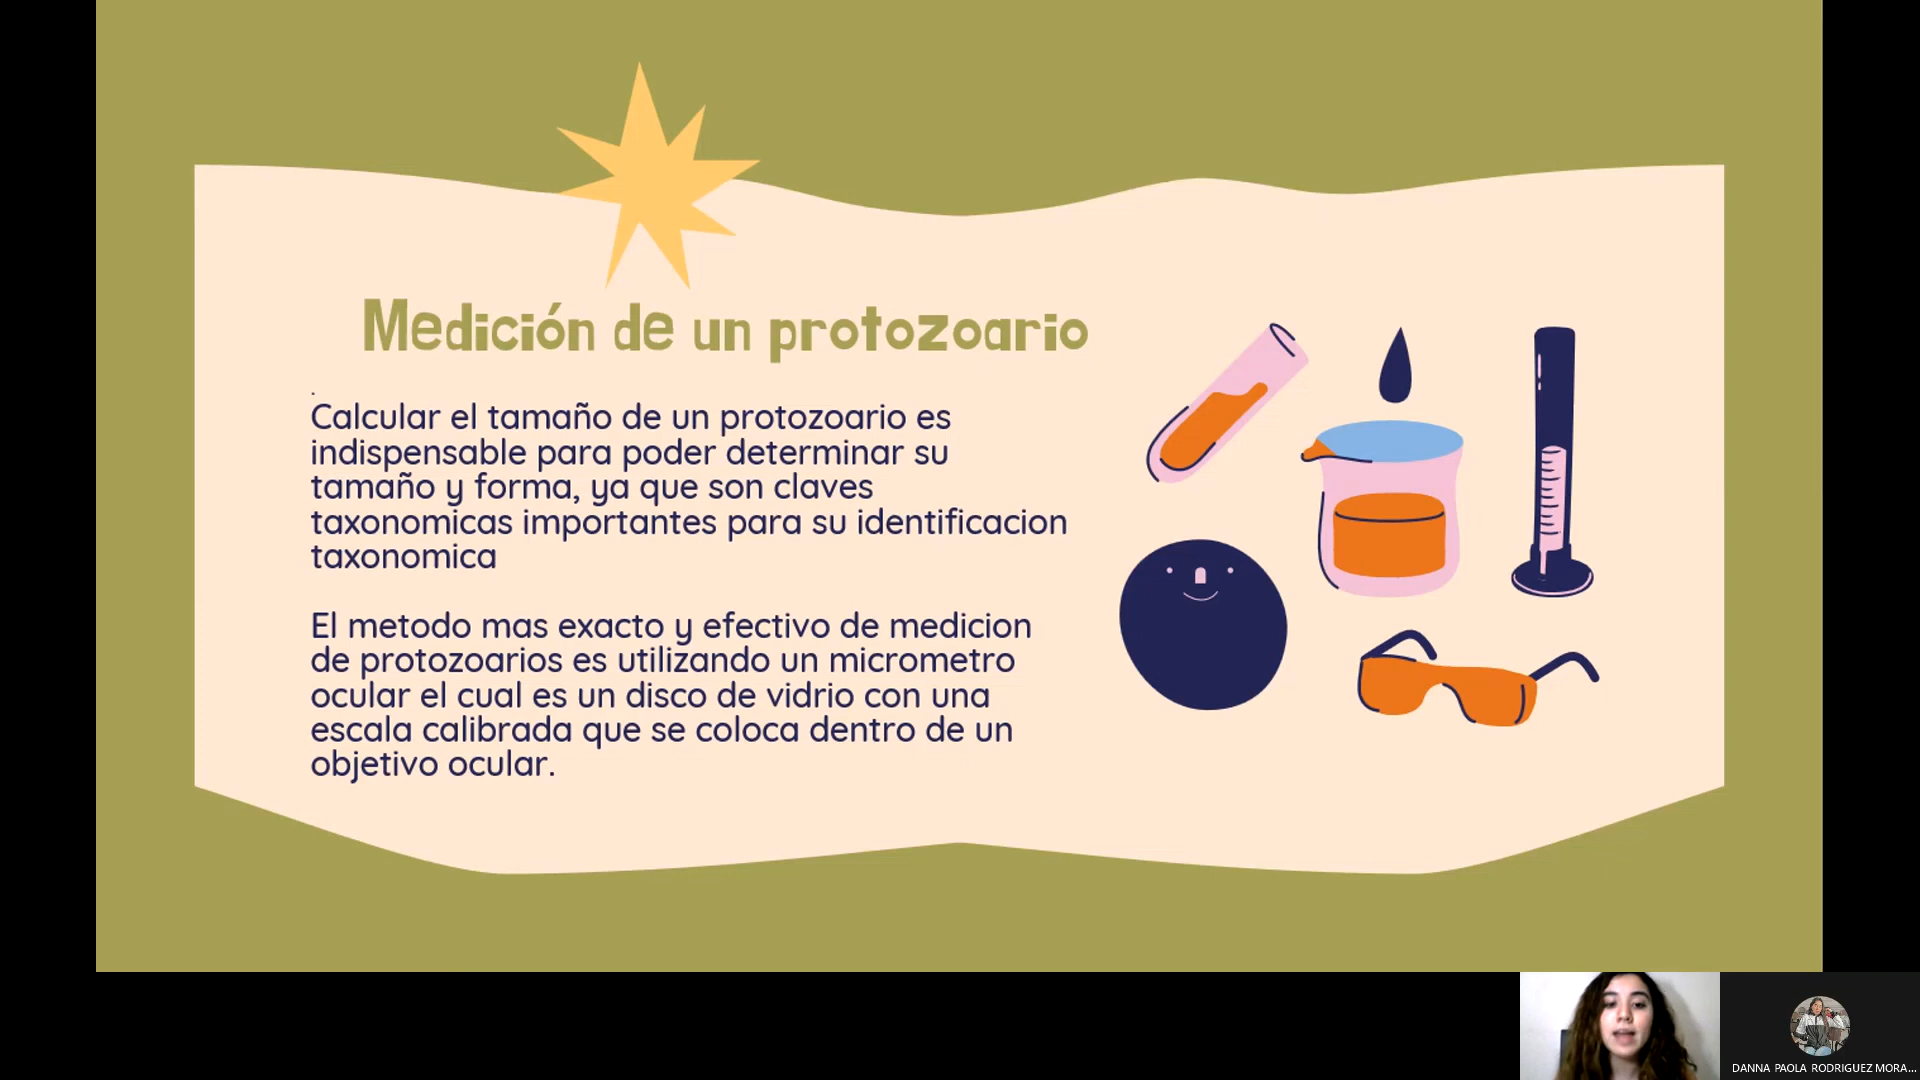 Medición de un protozoario
.
Calcular el tamaño de un protozoario es
indispensable para poder determinar su
tamaño y forma, ya que son claves
taxonomicas importantes para su identificacion
taxonomica
El metodo mas exacto y efectivo de medicion
de protozoarios es utilizando un micrometro
ocular el cual es un disco de vidrio con una
escala calibrada que se coloca dentro de un
objetivo ocular.
DANNA PAOLA RODRIGUEZ MORA...